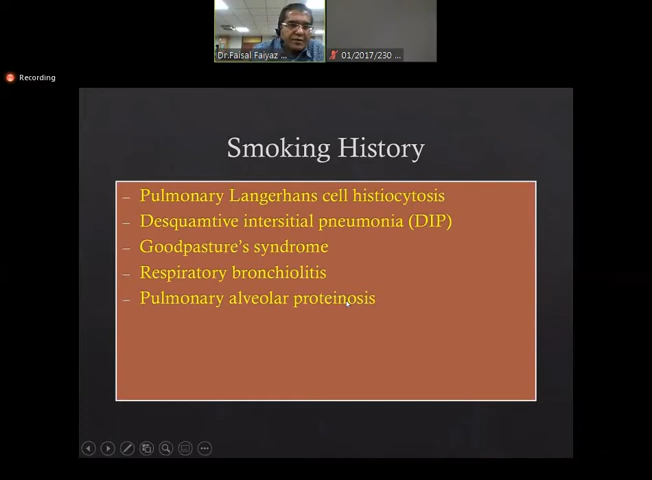 Dr.Faisal Faiyaz ...
01/2017/230 ...
Recording
Smoking History
– Pulmonary Langerhans cell histiocytosis
– Desquamtive intersitial pneumonia (DIP)
– Goodpasture's syndrome
– Respiratory bronchiolitis
– Pulmonary alveolar proteinosis